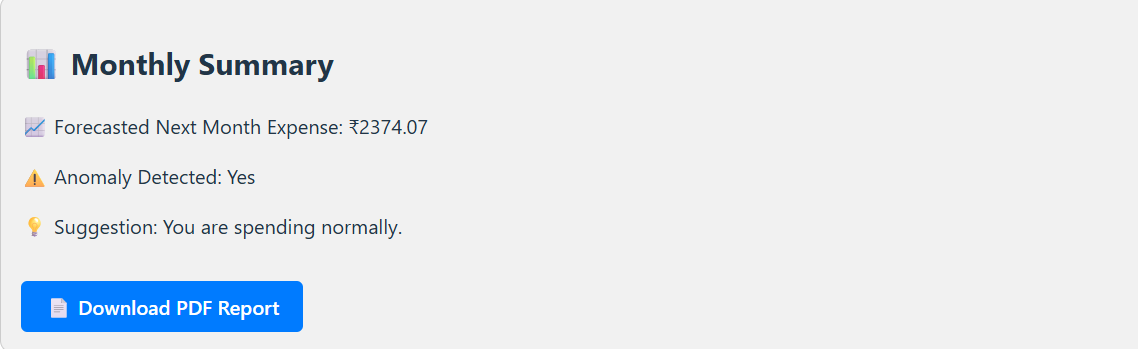 Monthly Summary
Forecasted Next Month Expense: ₹2374.07
Anomaly Detected: Yes
Suggestion: You are spending normally.
Download PDF Report